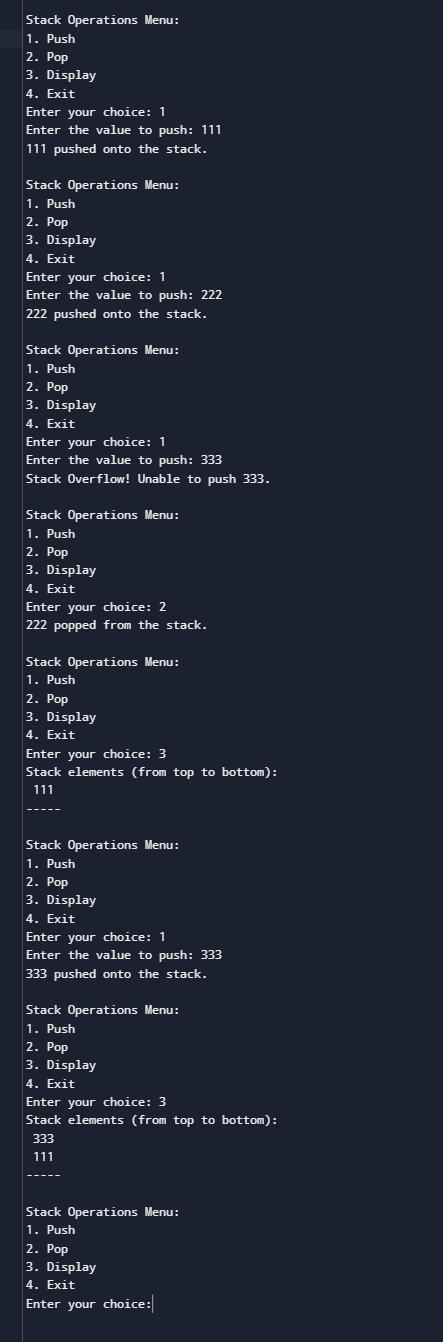 Stack Operations Menu:
1. Push
2. Pop
3. Display
4. Exit
Enter your choice: 1
Enter the value to push: 111
111 pushed onto the stack.

Stack Operations Menu:
1. Push
2. Pop
3. Display
4. Exit
Enter your choice: 1
Enter the value to push: 222
222 pushed onto the stack.

Stack Operations Menu:
1. Push
2. Pop
3. Display
4. Exit
Enter your choice: 1
Enter the value to push: 333
Stack Overflow! Unable to push 333.

Stack Operations Menu:
1. Push
2. Pop
3. Display
4. Exit
Enter your choice: 2
222 popped from the stack.

Stack Operations Menu:
1. Push
2. Pop
3. Display
4. Exit
Enter your choice: 3
Stack elements (from top to bottom):
 111
-----

Stack Operations Menu:
1. Push
2. Pop
3. Display
4. Exit
Enter your choice: 1
Enter the value to push: 333
333 pushed onto the stack.

Stack Operations Menu:
1. Push
2. Pop
3. Display
4. Exit
Enter your choice: 3
Stack elements (from top to bottom):
 333
 111
-----

Stack Operations Menu:
1. Push
2. Pop
3. Display
4. Exit
Enter your choice: